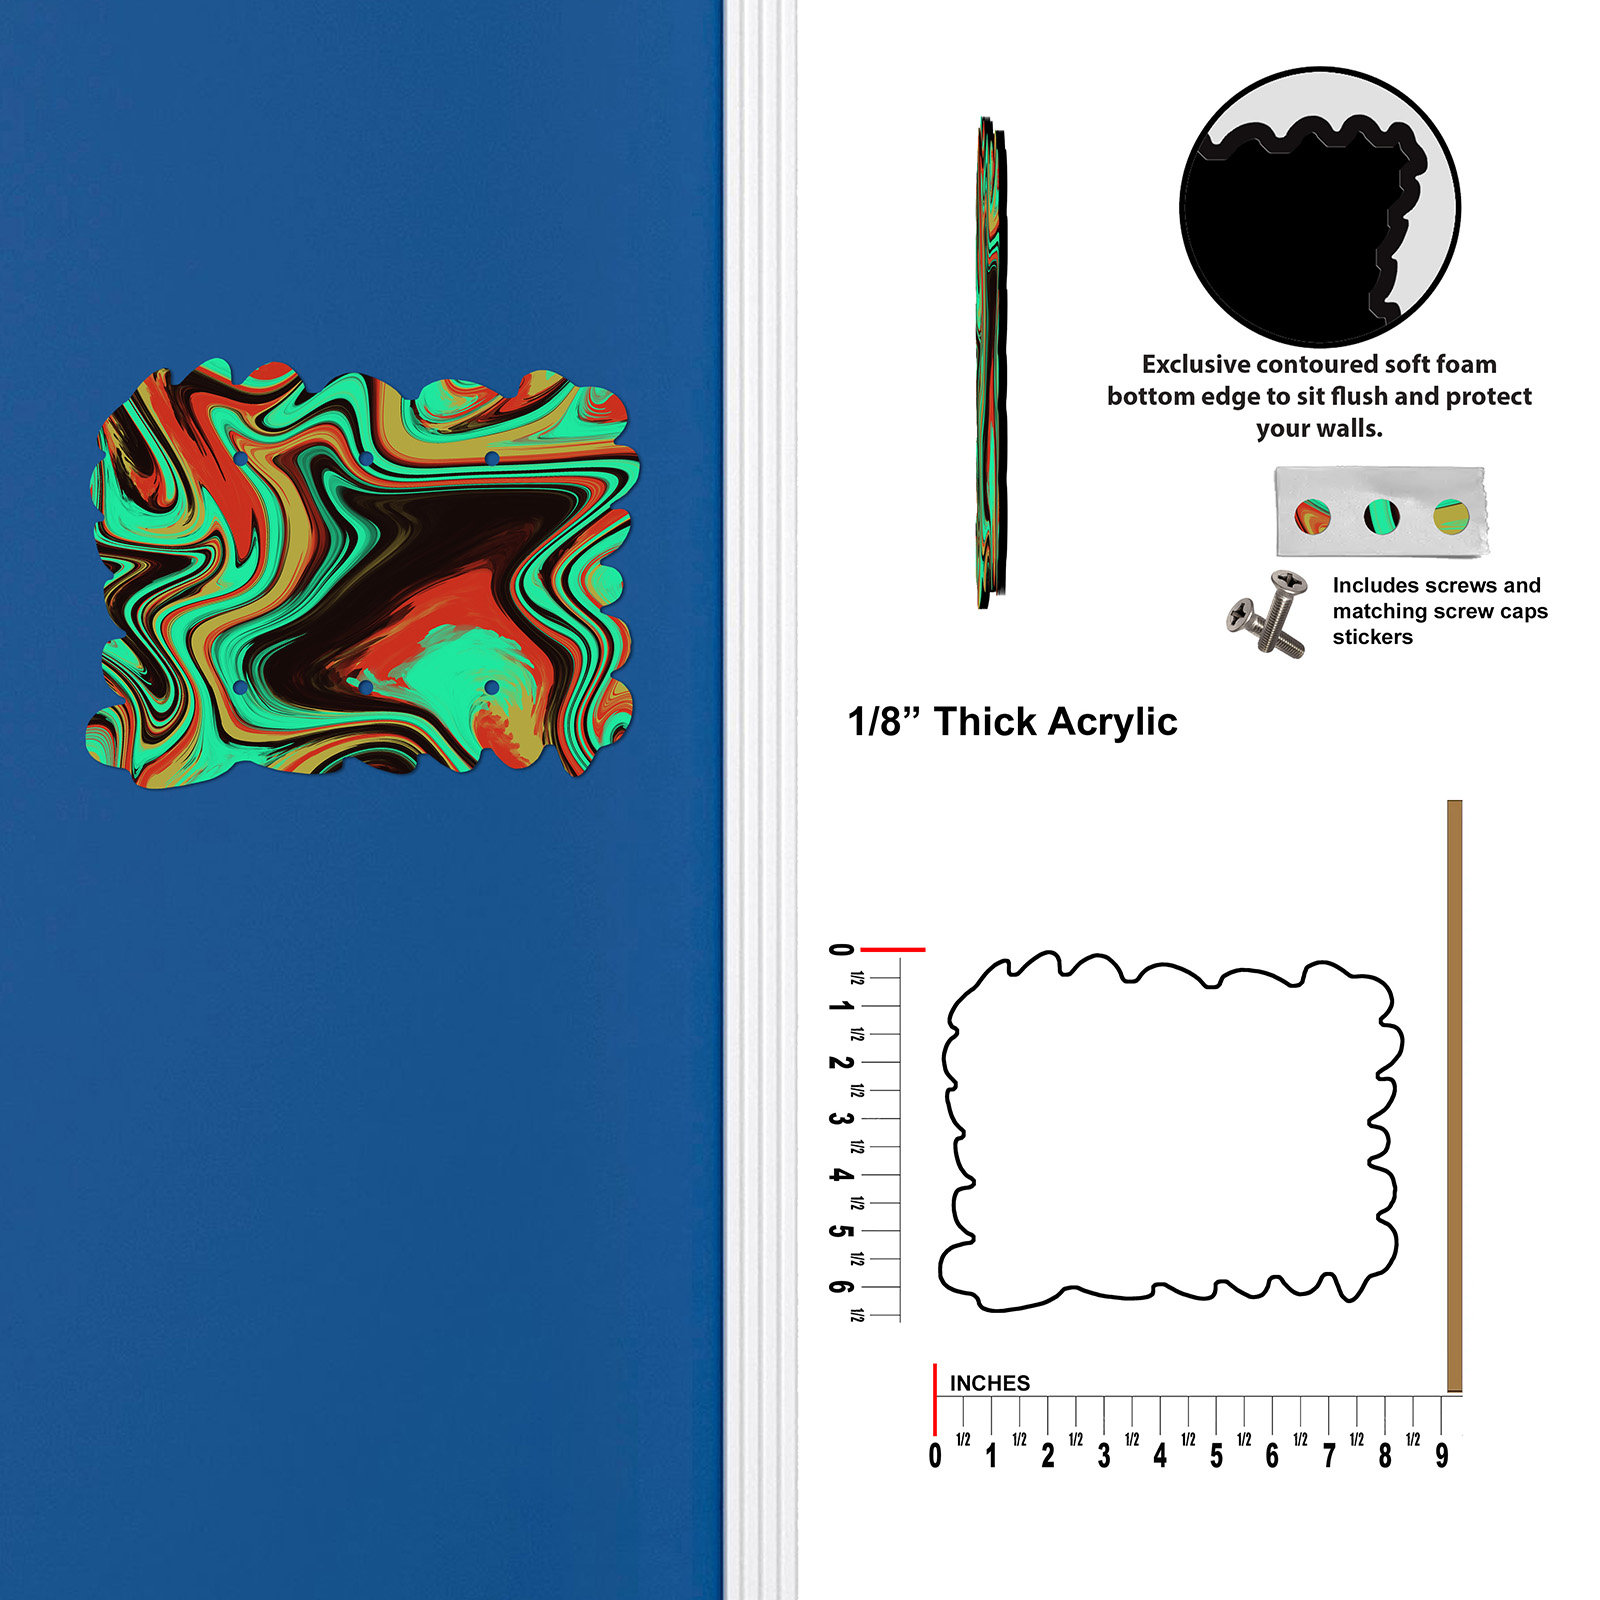 Exclusive contoured soft foam
bottom edge to sit flush and protect
your walls.
Includes screws and
matching screw caps
stickers
1/8” Thick Acrylic
0
1/2
1
1/2
2
1/2
3
1/2
4
1/2
5
1/2
6
1/2
INCHES
0 1/2 1 1/2 2 1/2 3 1/2 4 1/2 5 1/2 6 1/2 7 1/2 8 1/2 9